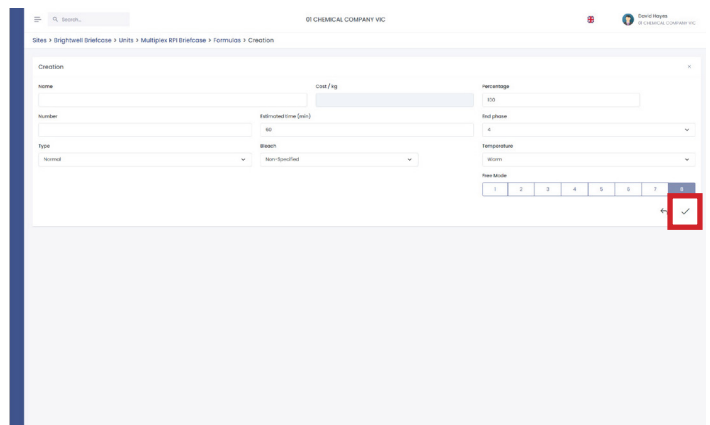 Search...
01 CHEMICAL COMPANY VIC
David Hayes
01 CHEMICAL COMPANY VIC
Sites > Brightwell Briefcase > Units > Multiplex RPI Briefcase > Formulas > Creation
Creation
Name
Cost / kg
Percentage
100
Number
Estimated time (min)
60
End phase
Type
Normal
Bleach
Non-Specified
Temperature
Warm
Free Mode
1 2 3 4 5 6 7 8